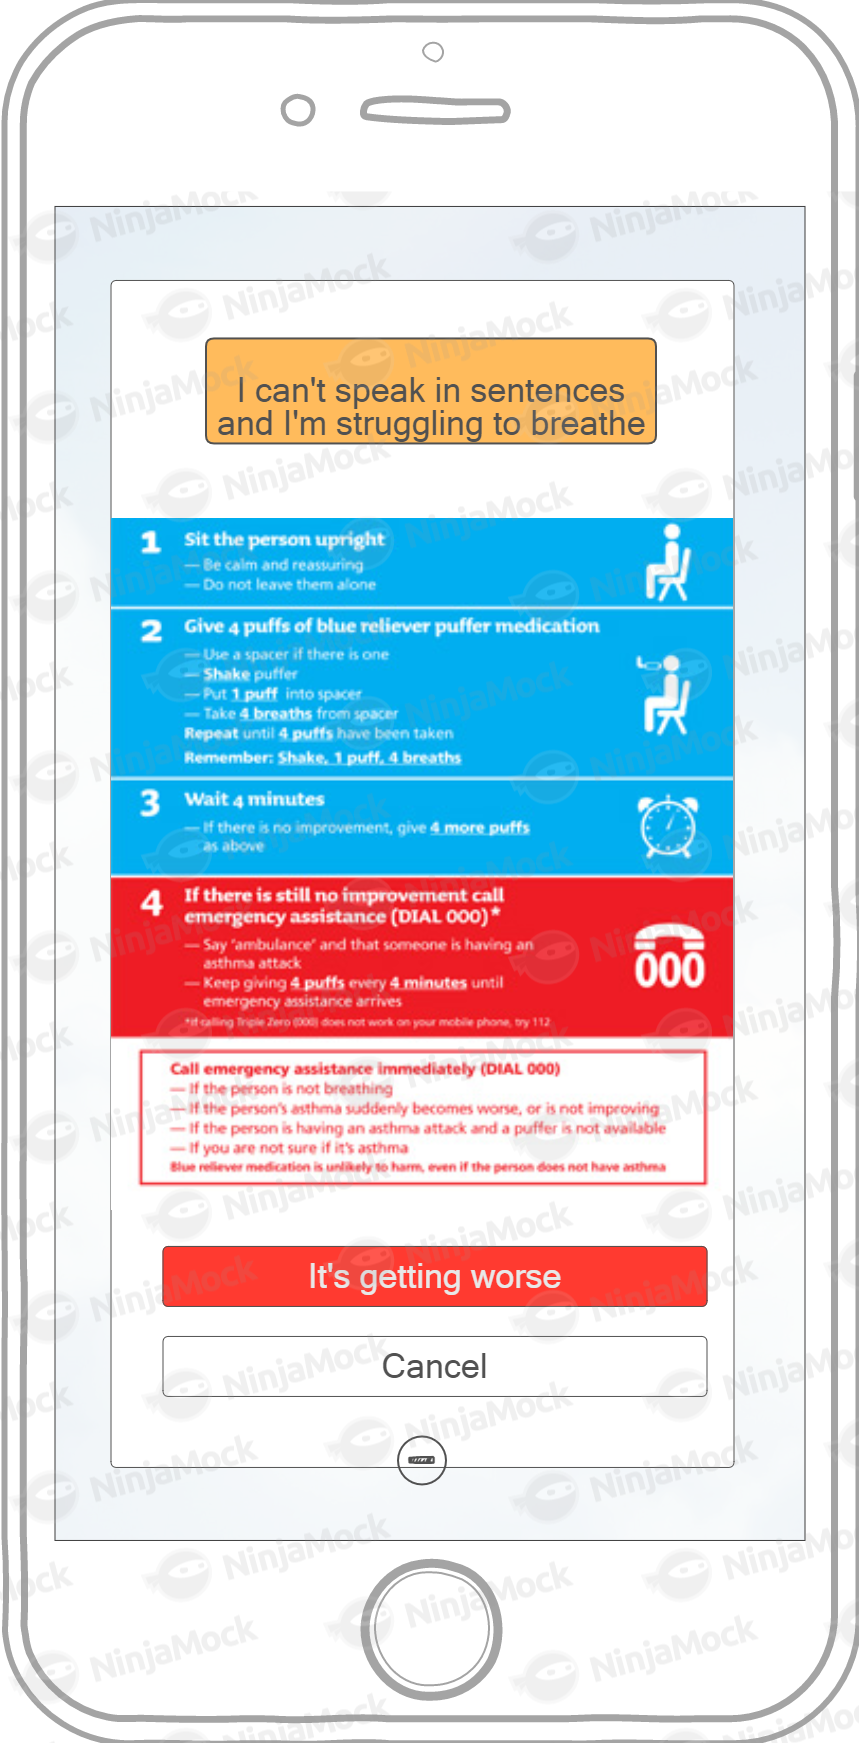 I can't speak in sentences
and I'm struggling to breathe
1 Sit the person upright
— Be calm and reassuring
— Do not leave them alone
2 Give 4 puffs of blue reliever puffer medication
— Use a spacer if there is one
— Shake puffer
— Put 1 puff into spacer
— Take 4 breaths from spacer
Repeat until 4 puffs have been taken
Remember: Shake, 1 puff, 4 breaths
3 Wait 4 minutes
— If there is no improvement, give 4 more puffs
as above
4 If there is still no improvement call
emergency assistance (DIAL 000)*
— Say 'ambulance' and that someone is having an
asthma attack
000
— Keep giving 4 puffs every 4 minutes until
emergency assistance arrives
*If calling Triple Zero (000) does not work on your mobile phone, try 112
Call emergency assistance immediately (DIAL 000)
— If the person is not breathing
— If the person's asthma suddenly becomes worse, or is not improving
— If the person is having an asthma attack and a puffer is not available
— If you are not sure if it's asthma
Blue reliever medication is unlikely to harm, even if the person does not have asthma
It's getting worse
Cancel
NinjaMock